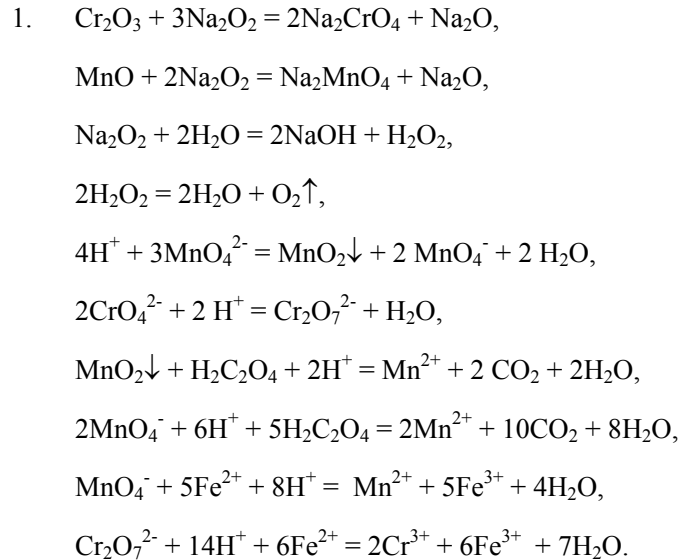 1. Cr₂O₃ + 3Na₂O₂ = 2Na₂CrO₄ + Na₂O,
MnO + 2Na₂O₂ = Na₂MnO₄ + Na₂O,
Na₂O₂ + 2H₂O = 2NaOH + H₂O₂,
2H₂O₂ = 2H₂O + O₂↑,
4H⁺ + 3MnO₄²⁻ = MnO₂↓ + 2 MnO₄⁻ + 2 H₂O,
2CrO₄²⁻ + 2 H⁺ = Cr₂O₇²⁻ + H₂O,
MnO₂↓ + H₂C₂O₄ + 2H⁺ = Mn²⁺ + 2 CO₂ + 2H₂O,
2MnO₄⁻ + 6H⁺ + 5H₂C₂O₄ = 2Mn²⁺ + 10CO₂ + 8H₂O,
MnO₄⁻ + 5Fe²⁺ + 8H⁺ = Mn²⁺ + 5Fe³⁺ + 4H₂O,
Cr₂O₇²⁻ + 14H⁺ + 6Fe²⁺ = 2Cr³⁺ + 6Fe³⁺ + 7H₂O.